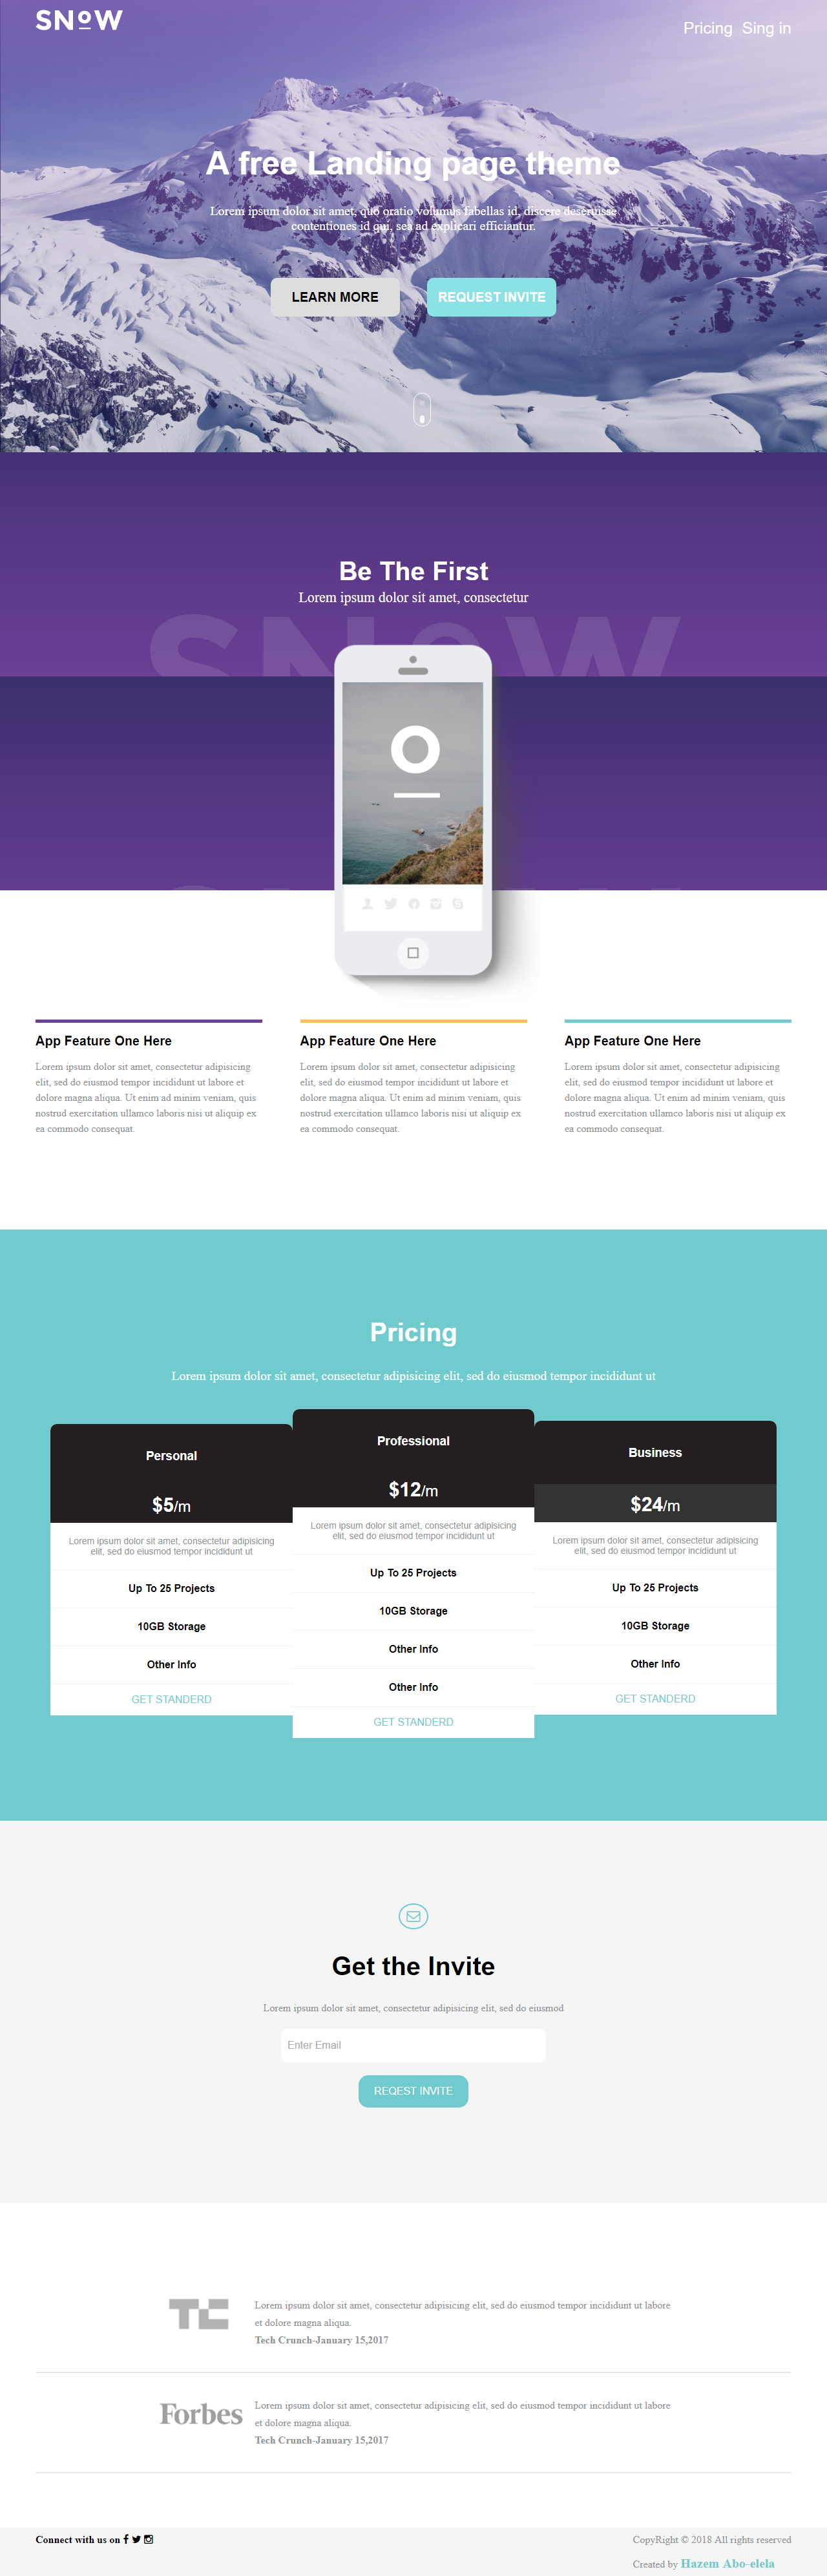 SNoW
Pricing Sing in
A free Landing page theme
Lorem ipsum dolor sit amet, quo oratio volumus fabellas id, discere deseruisse
contentiones id qui, sea ad explicari efficiantur.
LEARN MORE
REQUEST INVITE
Be The First
Lorem ipsum dolor sit amet, consectetur
SNoW
App Feature One Here
Lorem ipsum dolor sit amet, consectetur adipisicing
elit, sed do eiusmod tempor incididunt ut labore et
dolore magna aliqua. Ut enim ad minim veniam, quis
nostrud exercitation ullamco laboris nisi ut aliquip ex
ea commodo consequat.
App Feature One Here
Lorem ipsum dolor sit amet, consectetur adipisicing
elit, sed do eiusmod tempor incididunt ut labore et
dolore magna aliqua. Ut enim ad minim veniam, quis
nostrud exercitation ullamco laboris nisi ut aliquip ex
ea commodo consequat.
App Feature One Here
Lorem ipsum dolor sit amet, consectetur adipisicing
elit, sed do eiusmod tempor incididunt ut labore et
dolore magna aliqua. Ut enim ad minim veniam, quis
nostrud exercitation ullamco laboris nisi ut aliquip ex
ea commodo consequat.
Pricing
Lorem ipsum dolor sit amet, consectetur adipisicing elit, sed do eiusmod tempor incididunt ut
Personal
$5/m
Lorem ipsum dolor sit amet, consectetur adipisicing
elit, sed do eiusmod tempor incididunt ut
Up To 25 Projects
10GB Storage
Other Info
GET STANDERD
Professional
$12/m
Lorem ipsum dolor sit amet, consectetur adipisicing
elit, sed do eiusmod tempor incididunt ut
Up To 25 Projects
10GB Storage
Other Info
Other Info
GET STANDERD
Business
$24/m
Lorem ipsum dolor sit amet, consectetur adipisicing
elit, sed do eiusmod tempor incididunt ut
Up To 25 Projects
10GB Storage
Other Info
GET STANDERD
Get the Invite
Lorem ipsum dolor sit amet, consectetur adipisicing elit, sed do eiusmod
Enter Email
REQEST INVITE
TC
Lorem ipsum dolor sit amet, consectetur adipisicing elit, sed do eiusmod tempor incididunt ut labore
et dolore magna aliqua.
Tech Crunch-January 15,2017
Forbes
Lorem ipsum dolor sit amet, consectetur adipisicing elit, sed do eiusmod tempor incididunt ut labore
et dolore magna aliqua.
Tech Crunch-January 15,2017
Connect with us on
CopyRight © 2018 All rights reserved
Created by Hazem Abo-elela